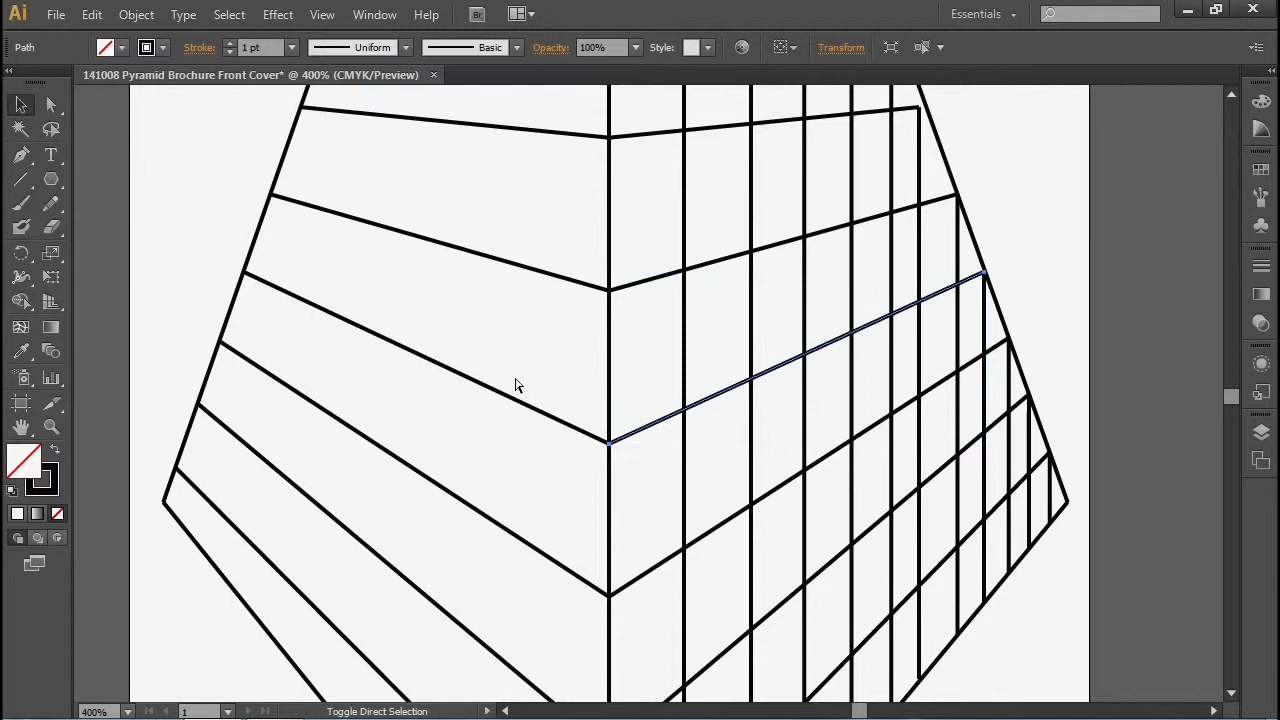 Ai File Edit Object Type Select Effect View Window Help Br Essentials
Path Stroke: 1 pt Uniform Basic Opacity: 100% Style: Transform
141008 Pyramid Brochure Front Cover* @ 400% (CMYK/Preview) ×
400% 1 Toggle Direct Selection